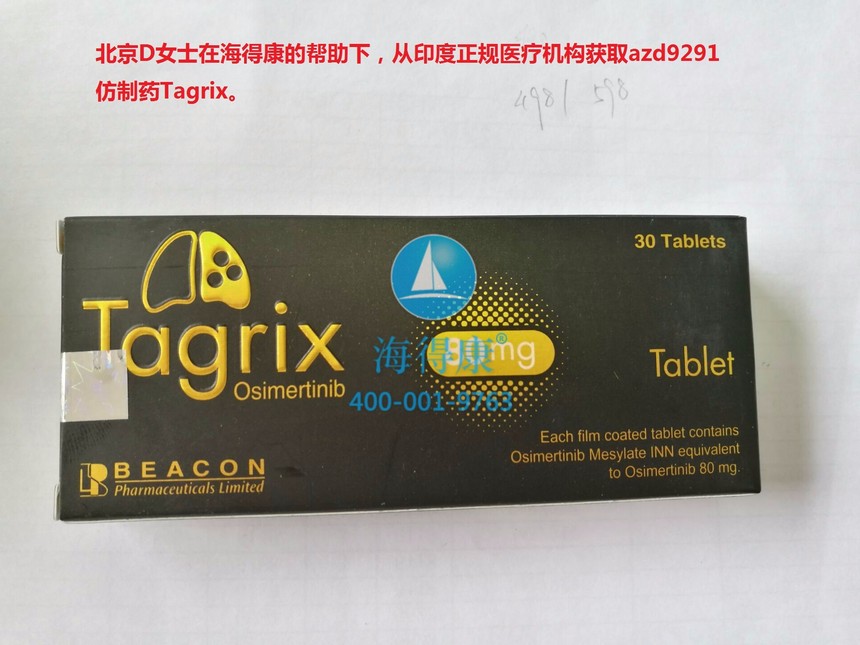 北京D女士在海得康的帮助下，从印度正规医疗机构获取azd9291
仿制药Tagrix。
498/ 598
30 Tablets
Tagrix
Osimertinib
海得康®
mg
400-001-9763
Tablet
Each film coated tablet contains
Osimertinib Mesylate INN equivalent
to Osimertinib 80 mg.
BEACON
Pharmaceuticals Limited